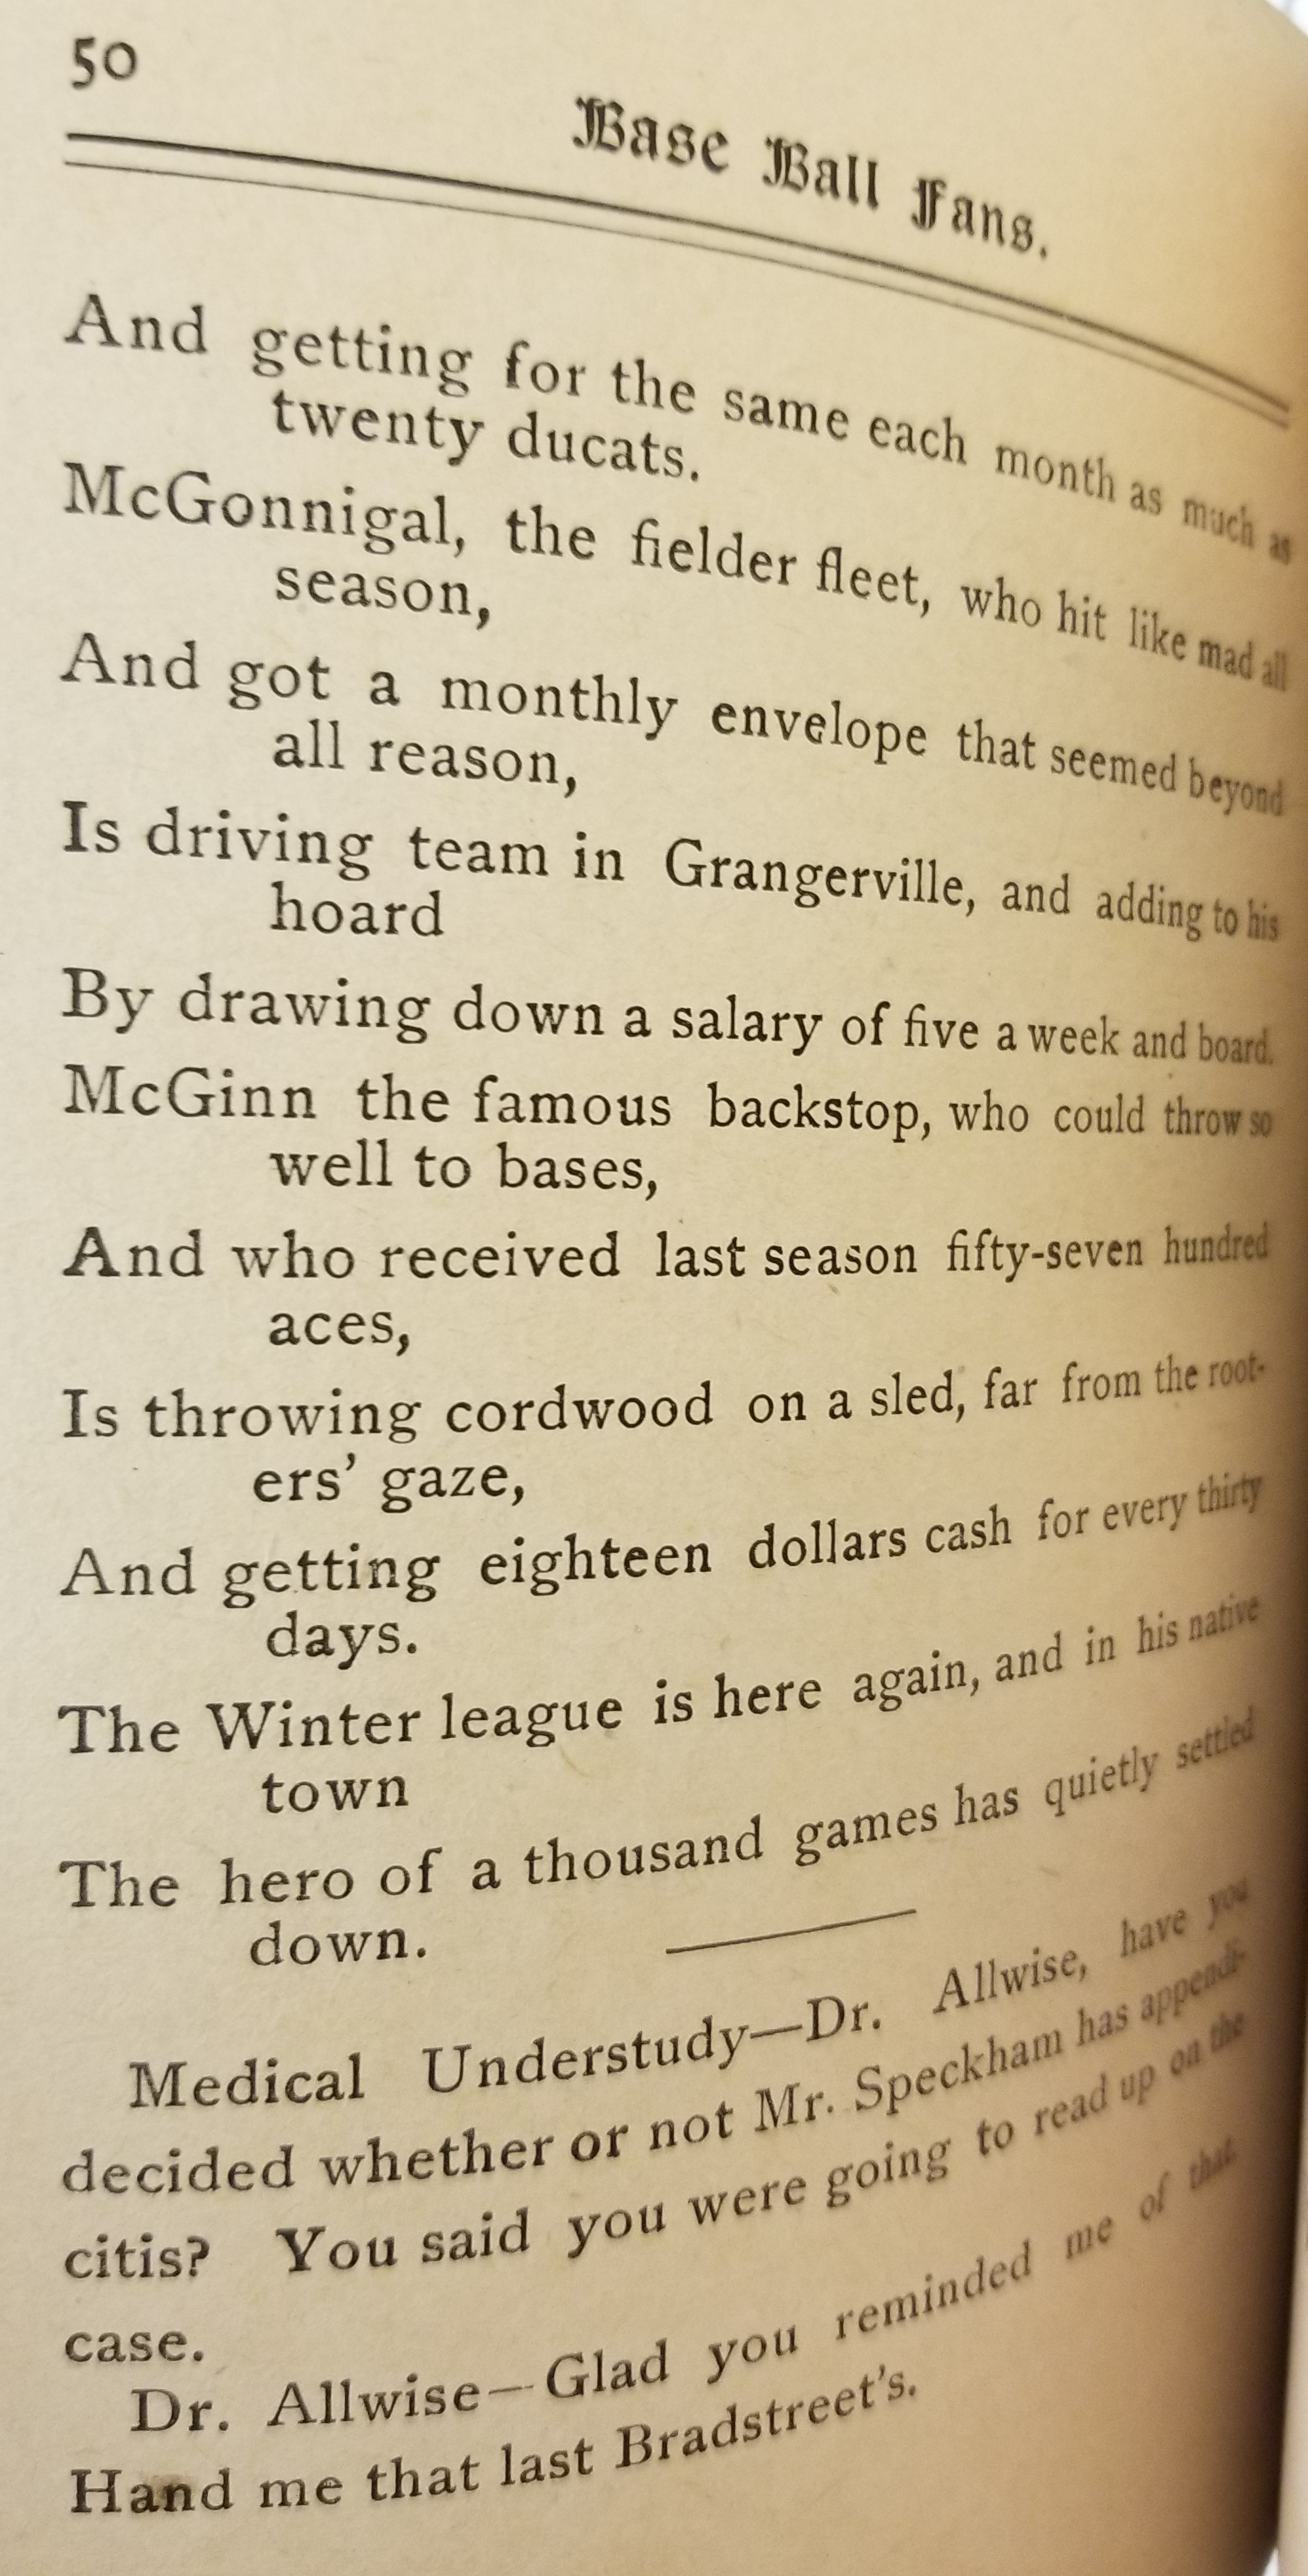 50
Base Ball Fans.
And getting for the same each month as much as
twenty ducats.
McGonnigal, the fielder fleet, who hit like mad all
season,
And got a monthly envelope that seemed beyond
all reason,
Is driving team in Grangerville, and adding to his
hoard
By drawing down a salary of five a week and board.
McGinn the famous backstop, who could throw so
well to bases,
And who received last season fifty-seven hundred
aces,
Is throwing cordwood on a sled, far from the root-
ers' gaze,
And getting eighteen dollars cash for every thirty
days.
The Winter league is here again, and in his native
town
The hero of a thousand games has quietly settled
down.
Medical Understudy—Dr. Allwise, have you
decided whether or not Mr. Speckham has appendi-
citis? You said you were going to read up on the
case.
Dr. Allwise—Glad you reminded me of that.
Hand me that last Bradstreet's.